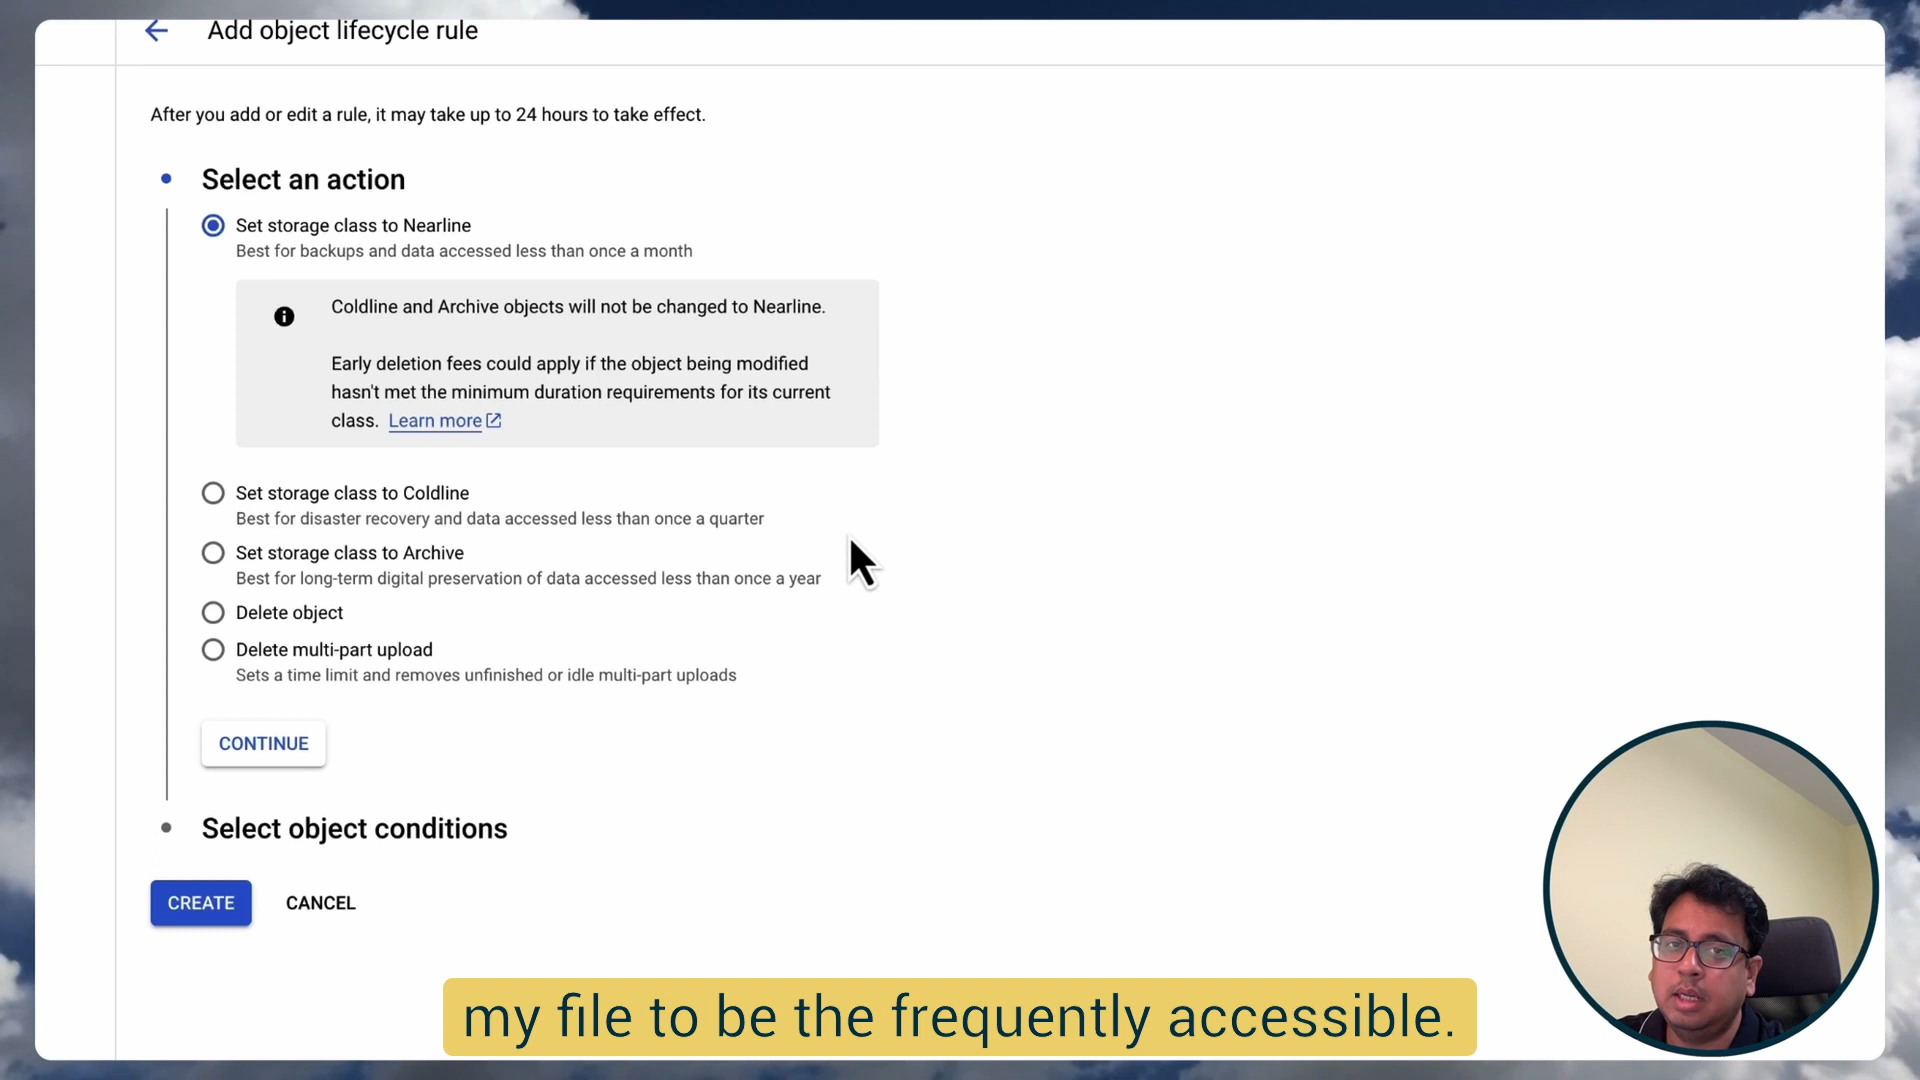 Add object lifecycle rule
After you add or edit a rule, it may take up to 24 hours to take effect.
Select an action
Set storage class to Nearline
Best for backups and data accessed less than once a month
Coldline and Archive objects will not be changed to Nearline.
Early deletion fees could apply if the object being modified
hasn't met the minimum duration requirements for its current
class. Learn more
Set storage class to Coldline
Best for disaster recovery and data accessed less than once a quarter
Set storage class to Archive
Best for long-term digital preservation of data accessed less than once a year
Delete object
Delete multi-part upload
Sets a time limit and removes unfinished or idle multi-part uploads
CONTINUE
Select object conditions
CREATE CANCEL
my file to be the frequently accessible.